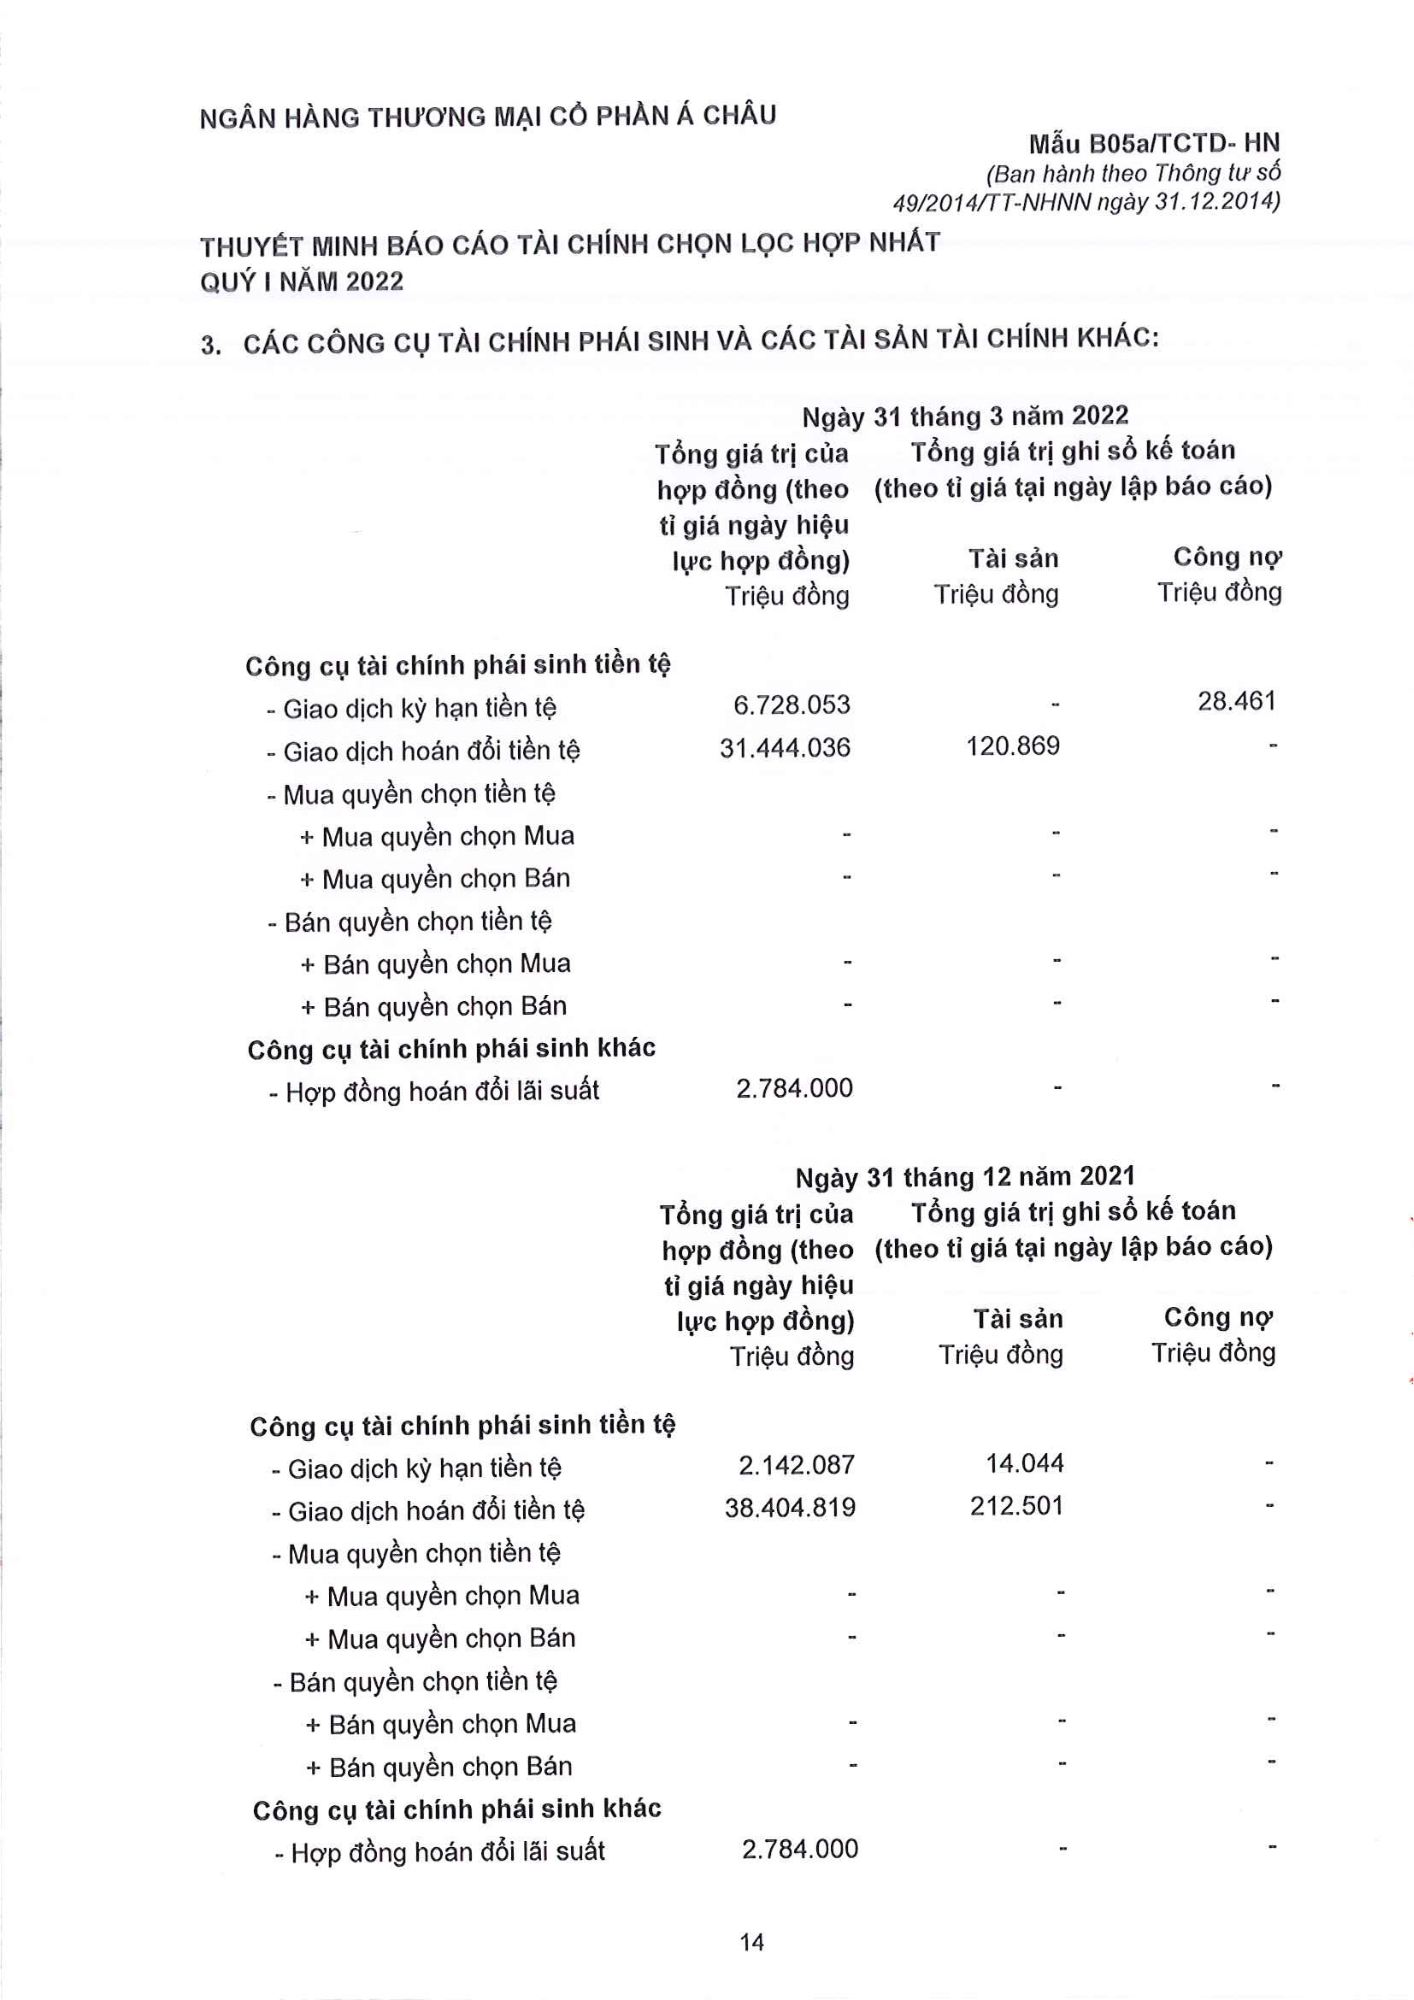 NGÂN HÀNG THƯƠNG MẠI CỔ PHẦN Á CHÂU
Mẫu B05a/TCTD- HN
(Ban hành theo Thông tư số
49/2014/TT-NHNN ngày 31.12.2014)
THUYẾT MINH BÁO CÁO TÀI CHÍNH CHỌN LỌC HỢP NHẤT
QUÝ I NĂM 2022
3. CÁC CÔNG CỤ TÀI CHÍNH PHÁI SINH VÀ CÁC TÀI SẢN TÀI CHÍNH KHÁC:
Ngày 31 tháng 3 năm 2022
Tổng giá trị của Tổng giá trị ghi sổ kế toán
hợp đồng (theo (theo tỉ giá tại ngày lập báo cáo)
tỉ giá ngày hiệu
lực hợp đồng) Tài sản Công nợ
Triệu đồng Triệu đồng Triệu đồng
Công cụ tài chính phái sinh tiền tệ
- Giao dịch kỳ hạn tiền tệ 6.728.053 - 28.461
- Giao dịch hoán đổi tiền tệ 31.444.036 120.869 -
- Mua quyền chọn tiền tệ
+ Mua quyền chọn Mua - - -
+ Mua quyền chọn Bán - - -
- Bán quyền chọn tiền tệ
+ Bán quyền chọn Mua - - -
+ Bán quyền chọn Bán - - -
Công cụ tài chính phái sinh khác
- Hợp đồng hoán đổi lãi suất 2.784.000 - -
Ngày 31 tháng 12 năm 2021
Tổng giá trị của Tổng giá trị ghi sổ kế toán
hợp đồng (theo (theo tỉ giá tại ngày lập báo cáo)
tỉ giá ngày hiệu
lực hợp đồng) Tài sản Công nợ
Triệu đồng Triệu đồng Triệu đồng
Công cụ tài chính phái sinh tiền tệ
- Giao dịch kỳ hạn tiền tệ 2.142.087 14.044 -
- Giao dịch hoán đổi tiền tệ 38.404.819 212.501 -
- Mua quyền chọn tiền tệ
+ Mua quyền chọn Mua - - -
+ Mua quyền chọn Bán - - -
- Bán quyền chọn tiền tệ
+ Bán quyền chọn Mua - - -
+ Bán quyền chọn Bán - - -
Công cụ tài chính phái sinh khác
- Hợp đồng hoán đổi lãi suất 2.784.000 - -
14